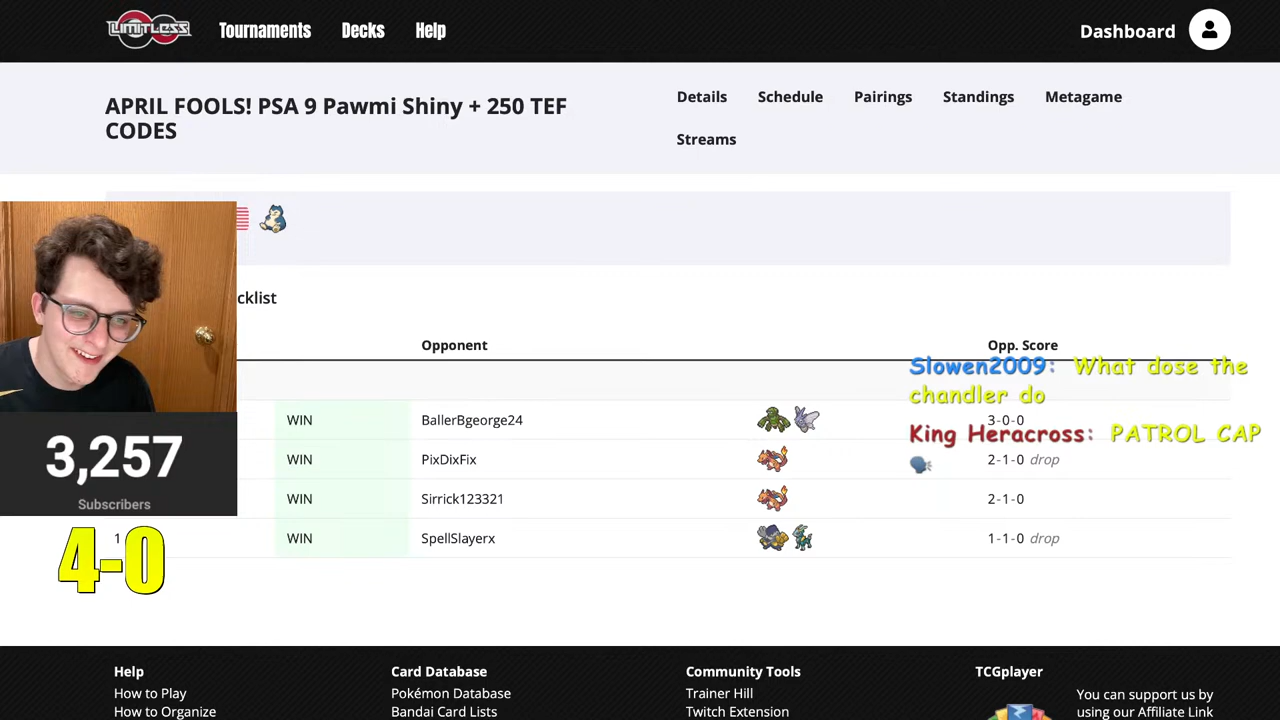 LIMITLESS
Tournaments
Decks
Help
Dashboard
APRIL FOOLS! PSA 9 Pawmi Shiny + 250 TEF
CODES
Details
Schedule
Pairings
Standings
Metagame
Streams
cklist
Opponent
Opp. Score
Slowen2009: What dose the
chandler do
WIN
BallerBgeorge24
3-0-0
King Heracross: PATROL CAP
WIN
PixDixFix
2-1-0 drop
3,257
Subscribers
WIN
Sirrick123321
2-1-0
1
WIN
SpellSlayerx
1-1-0 drop
4-0
Help
Card Database
Community Tools
TCGplayer
How to Play
Pokémon Database
Trainer Hill
You can support us by
How to Organize
Bandai Card Lists
Twitch Extension
using our Affiliate Link